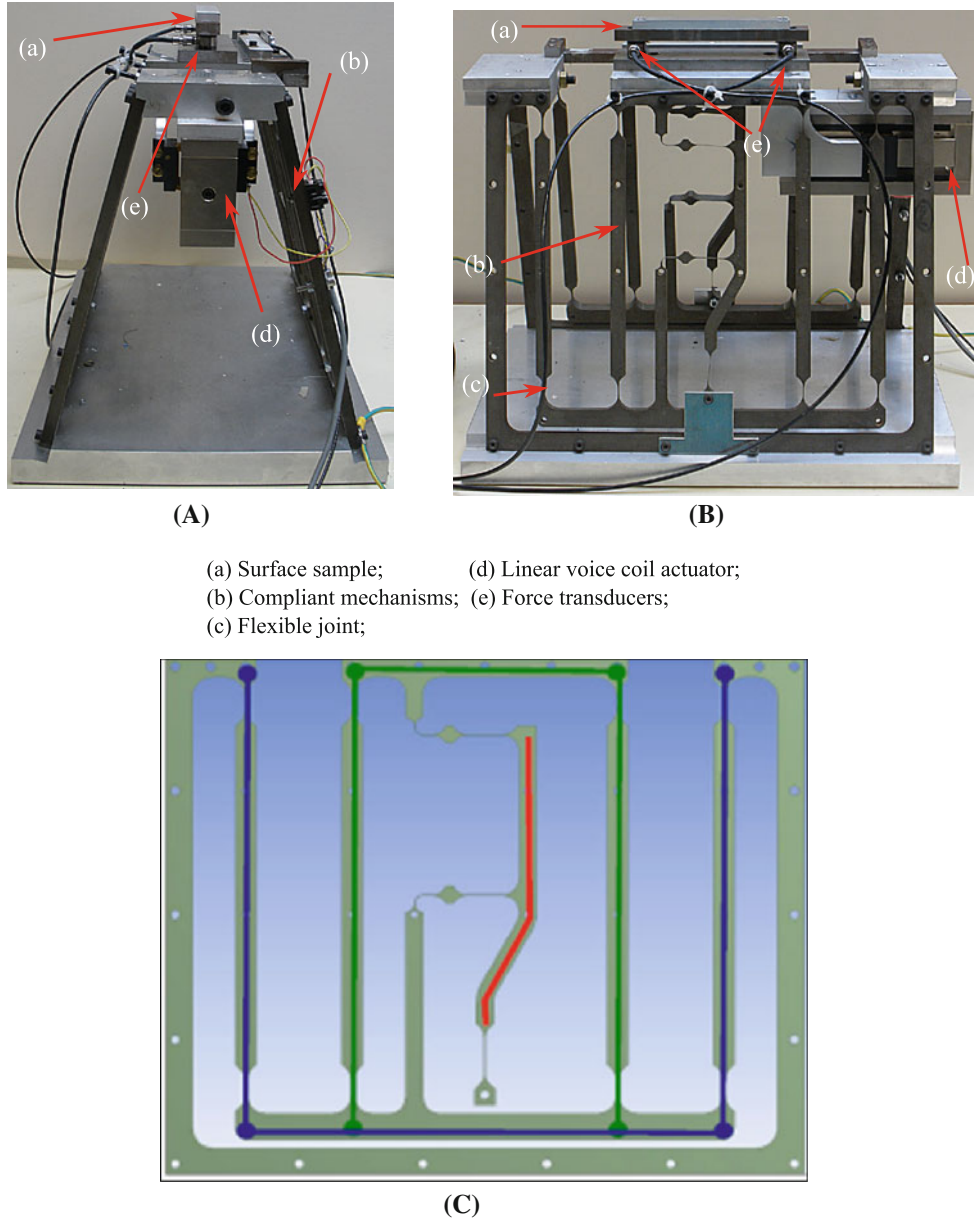 (a)
(b)
(e)
(d)
(a)
(e)
(b)
(d)
(c)
(A)
(B)
(a) Surface sample;
(d) Linear voice coil actuator;
(b) Compliant mechanisms;
(e) Force transducers;
(c) Flexible joint;
(C)